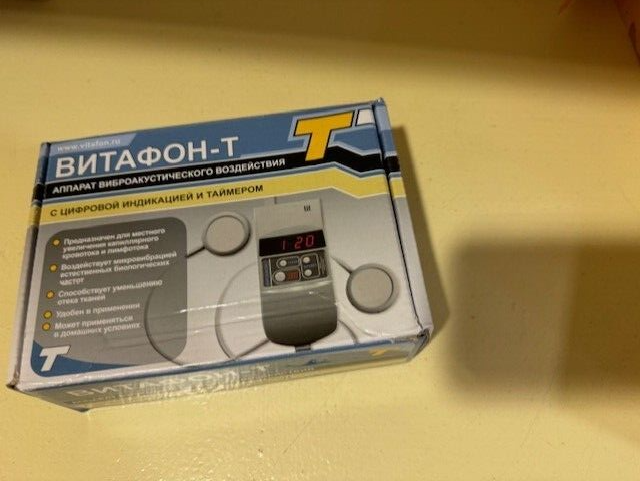 www.vitafon.ru
ВИТАФОН-Т
Т
АППАРАТ ВИБРОАКУСТИЧЕСКОГО ВОЗДЕЙСТВИЯ
С ЦИФРОВОЙ ИНДИКАЦИЕЙ И ТАЙМЕРОМ
Предназначен для местного
увеличения капиллярного
кровотока и лимфотока
Воздействует микровибрацией
естественных биологических
частот
Способствует уменьшению
отека тканей
Удобен в применении
Может применяться
в домашних условиях
1 20
Т
ВИТАФОН-Т